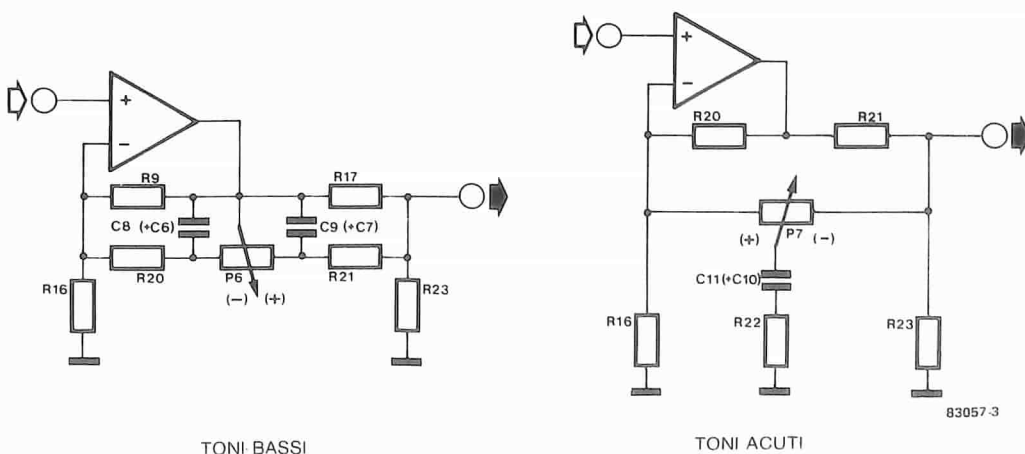 +
−
R9
R17
C8 (+C6)
C9 (+C7)
R20
P6
R21
R16
(−) (+)
R23
TONI BASSI
+
−
R20
R21
(+) P7 (−)
C11(+C10)
R16
R22
R23
83057-3
TONI ACUTI